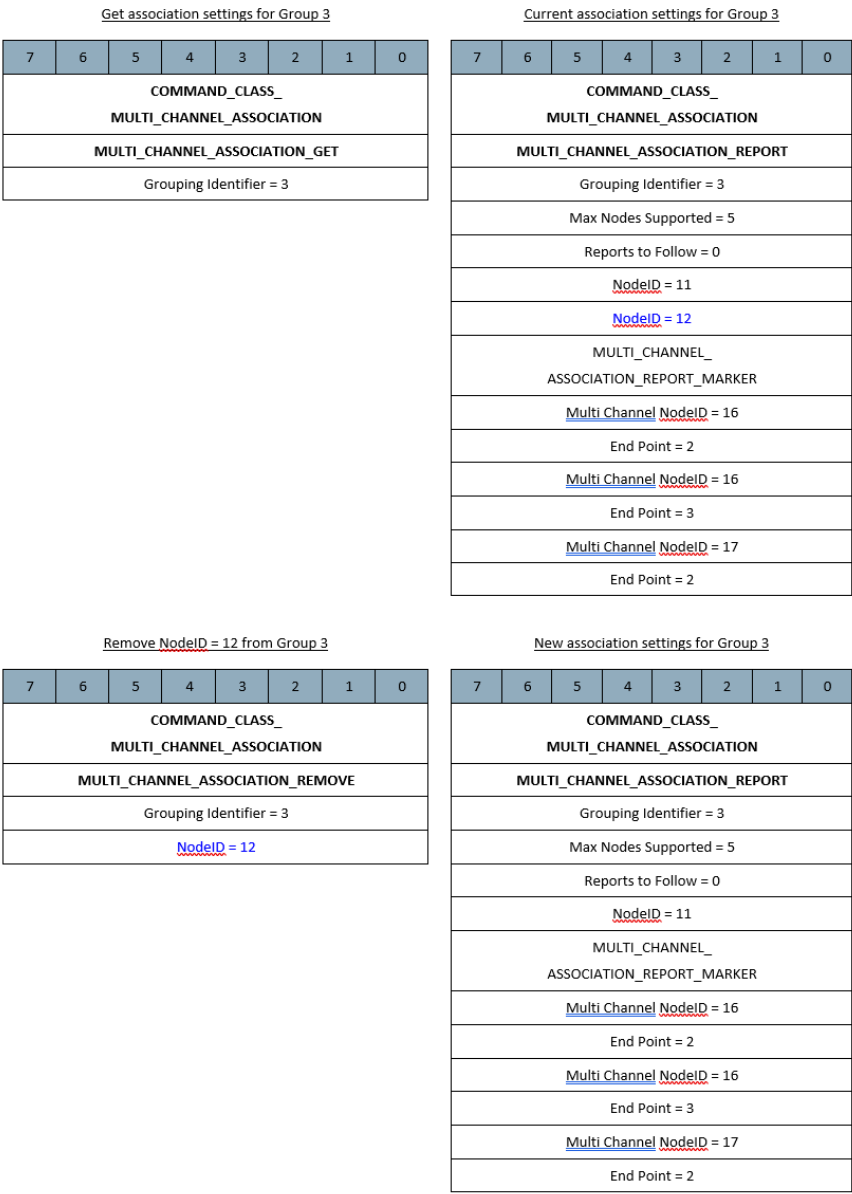 Get association settings for Group 3
7 6 5 4 3 2 1 0
COMMAND_CLASS_
MULTI_CHANNEL_ASSOCIATION
MULTI_CHANNEL_ASSOCIATION_GET
Grouping Identifier = 3
Current association settings for Group 3
7 6 5 4 3 2 1 0
COMMAND_CLASS_
MULTI_CHANNEL_ASSOCIATION
MULTI_CHANNEL_ASSOCIATION_REPORT
Grouping Identifier = 3
Max Nodes Supported = 5
Reports to Follow = 0
NodeID = 11
NodeID = 12
MULTI_CHANNEL_
ASSOCIATION_REPORT_MARKER
Multi Channel NodeID = 16
End Point = 2
Multi Channel NodeID = 16
End Point = 3
Multi Channel NodeID = 17
End Point = 2
Remove NodeID = 12 from Group 3
7 6 5 4 3 2 1 0
COMMAND_CLASS_
MULTI_CHANNEL_ASSOCIATION
MULTI_CHANNEL_ASSOCIATION_REMOVE
Grouping Identifier = 3
NodeID = 12
New association settings for Group 3
7 6 5 4 3 2 1 0
COMMAND_CLASS_
MULTI_CHANNEL_ASSOCIATION
MULTI_CHANNEL_ASSOCIATION_REPORT
Grouping Identifier = 3
Max Nodes Supported = 5
Reports to Follow = 0
NodeID = 11
MULTI_CHANNEL_
ASSOCIATION_REPORT_MARKER
Multi Channel NodeID = 16
End Point = 2
Multi Channel NodeID = 16
End Point = 3
Multi Channel NodeID = 17
End Point = 2